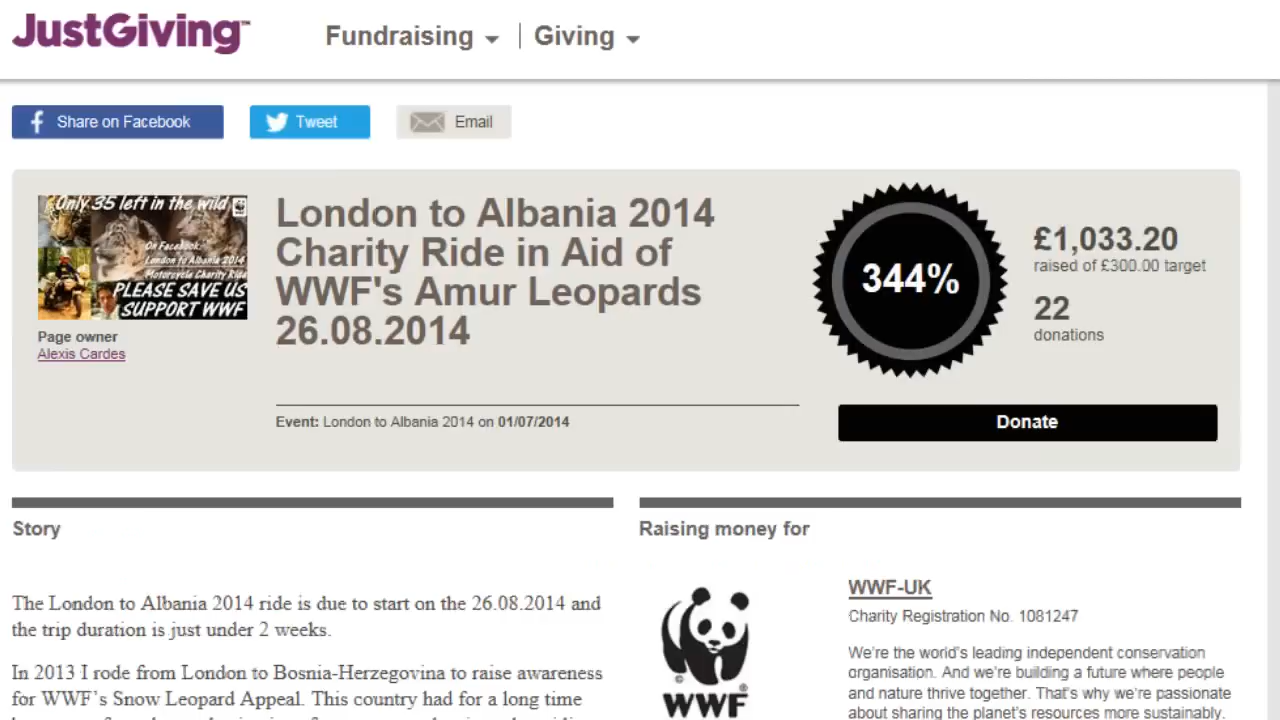 JustGiving™
Fundraising
Giving
Share on Facebook
Tweet
Email
Only 35 left in the wild
On Facebook:
London to Albania 2014
Motorcycle Charity Ride
PLEASE SAVE US
SUPPORT WWF
Page owner
Alexis Cardes
London to Albania 2014
Charity Ride in Aid of
WWF's Amur Leopards
26.08.2014
Event: London to Albania 2014 on 01/07/2014
344%
£1,033.20
raised of £300.00 target
22
donations
Donate
Story
The London to Albania 2014 ride is due to start on the 26.08.2014 and
the trip duration is just under 2 weeks.
In 2013 I rode from London to Bosnia-Herzegovina to raise awareness
for WWF's Snow Leopard Appeal. This country had for a long time
Raising money for
© ®
WWF
®
WWF-UK
Charity Registration No. 1081247
We're the world's leading independent conservation
organisation. And we're building a future where people
and nature thrive together. That's why we're passionate
about sharing the planet's resources more sustainably,